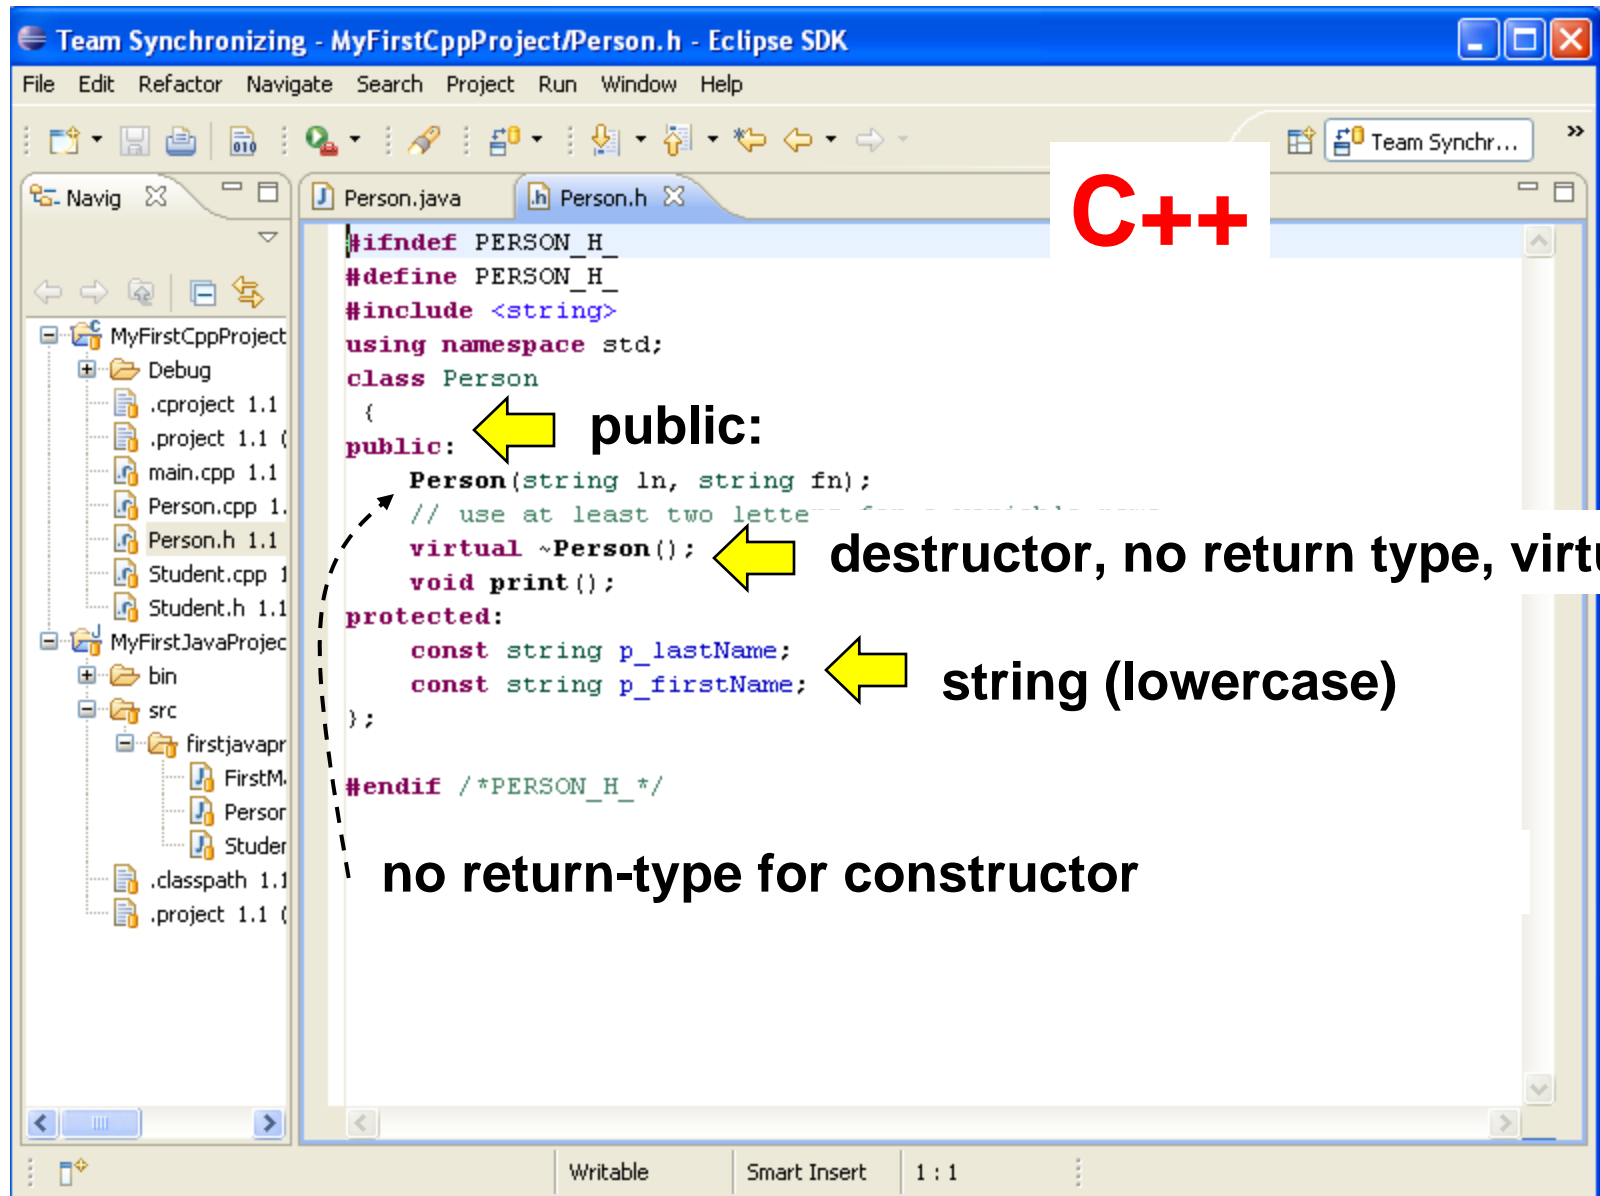 Team Synchronizing - MyFirstCppProject/Person.h - Eclipse SDK
File Edit Refactor Navigate Search Project Run Window Help
Team Synchr...
Navig
Person.java
Person.h
C++
MyFirstCppProject
Debug
.cproject 1.1
.project 1.1 (
main.cpp 1.1
Person.cpp 1.
Person.h 1.1
Student.cpp 1
Student.h 1.1
MyFirstJavaProjec
bin
src
firstjavapr
FirstM
Person
Studen
.classpath 1.1
.project 1.1 (
#ifndef PERSON_H_
#define PERSON_H_
#include <string>
using namespace std;
class Person
{
public:
Person(string ln, string fn);
// use at least two
virtual ~Person();
void print();
protected:
const string p_lastName;
const string p_firstName;
};
#endif /*PERSON_H_*/
public:
destructor, no return type, virtu
string (lowercase)
no return-type for constructor
Writable Smart Insert 1 : 1